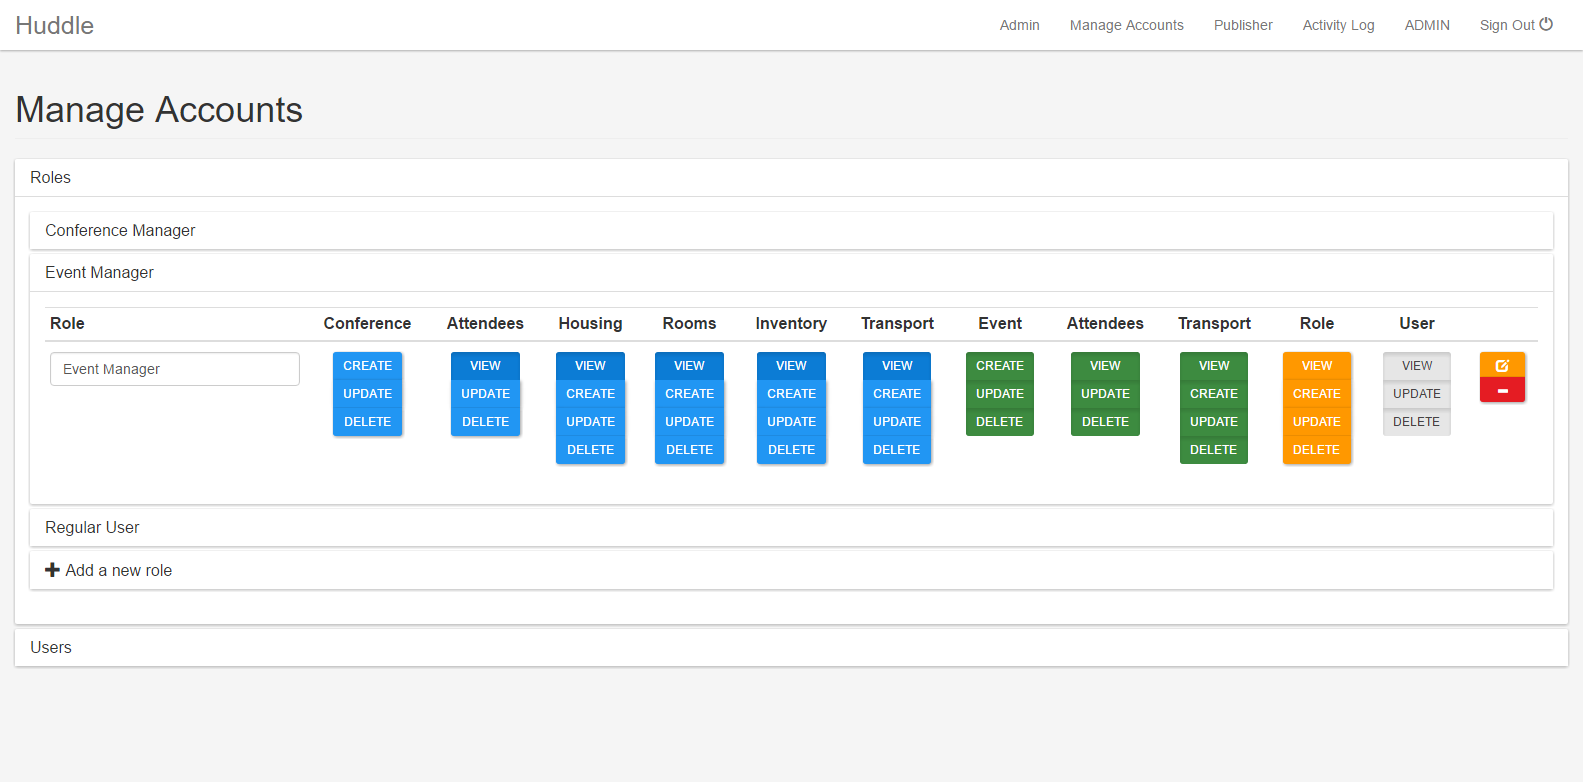 Huddle Admin Manage Accounts Publisher Activity Log ADMIN Sign Out
Manage Accounts
Roles
Conference Manager
Event Manager
Role Conference Attendees Housing Rooms Inventory Transport Event Attendees Transport Role User
Event Manager CREATE VIEW VIEW VIEW VIEW VIEW CREATE VIEW VIEW VIEW VIEW
UPDATE UPDATE CREATE CREATE CREATE CREATE UPDATE UPDATE CREATE CREATE UPDATE
DELETE DELETE UPDATE UPDATE UPDATE UPDATE DELETE DELETE UPDATE UPDATE DELETE
DELETE DELETE DELETE DELETE DELETE DELETE
Regular User
Add a new role
Users